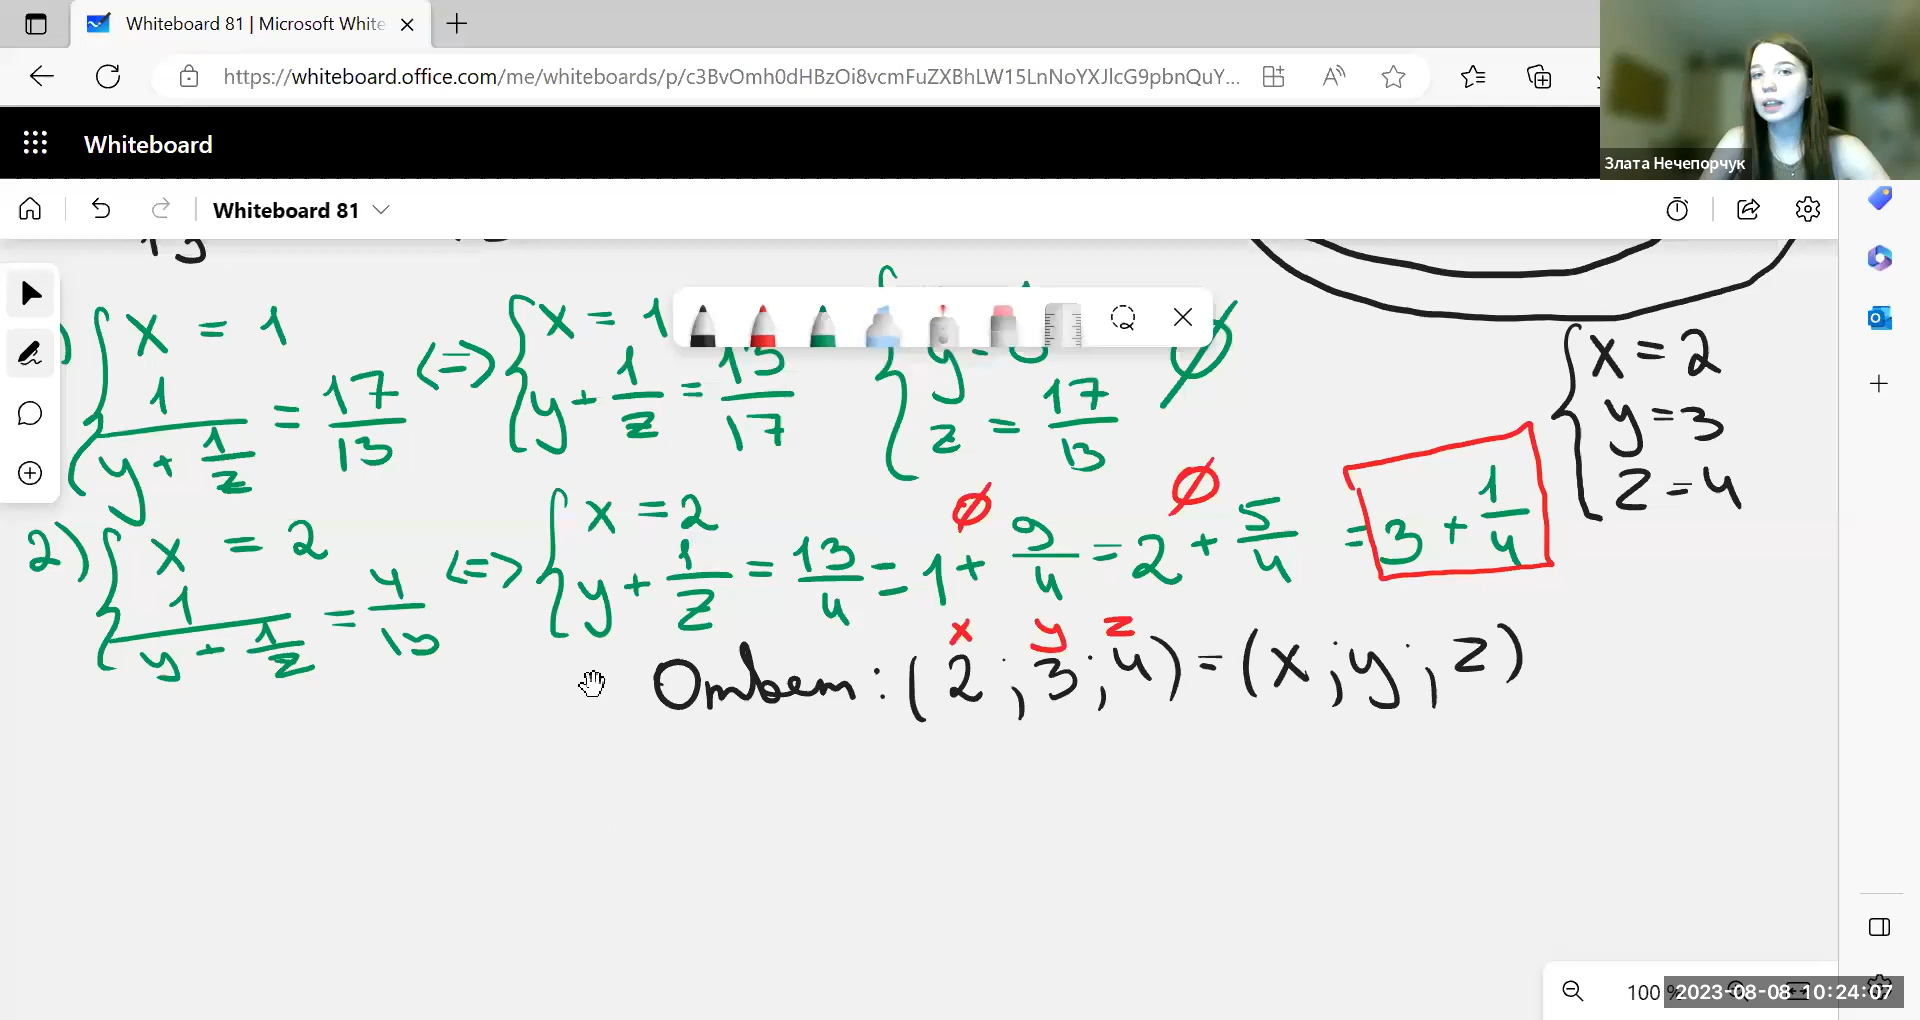 Whiteboard 81 | Microsoft White
https://whiteboard.office.com/me/whiteboards/p/c3BvOmh0dHBzOi8vcmFuZXBhLW15LnNoYXJlcG9pbnQuY...
Злата Нечепорчук
Whiteboard
Whiteboard 81
{ x = 1
1/(y + 1/z) = 17/13
<=>
{ x = 1
y + 1/z = 13/17
{ y = 0
z = 17/13
∅
{ x = 2
y = 3
z = 4
2) { x = 2
1/(y + 1/z) = 4/13
<=>
{ x = 2
y + 1/z = 13/4 = 1 + 9/4 = 2 + 5/4 = 3 + 1/4
∅ ∅
x y z
Ответ: (2; 3; 4) = (x; y; z)
100 %
2023-08-08 10:24:07